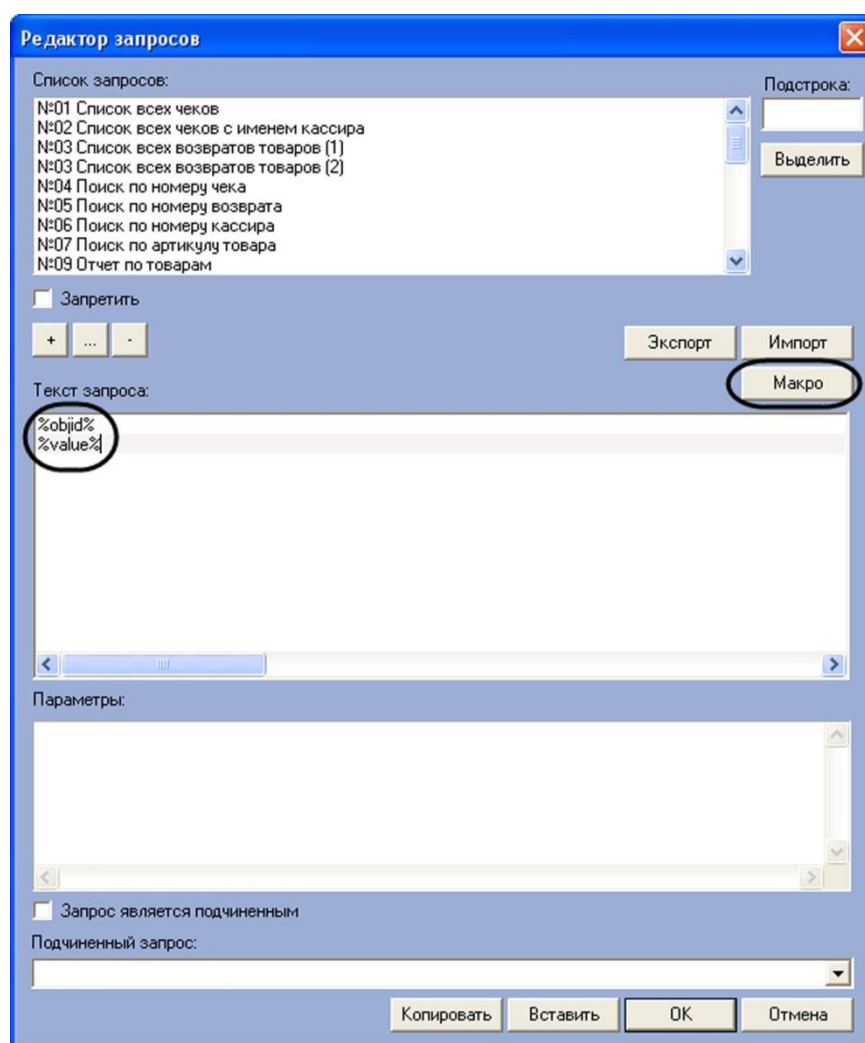 Редактор запросов
Список запросов:
Подстрока:
№01 Список всех чеков
№02 Список всех чеков с именем кассира
№03 Список всех возвратов товаров (1)
№03 Список всех возвратов товаров (2)
№04 Поиск по номеру чека
№05 Поиск по номеру возврата
№06 Поиск по номеру кассира
№07 Поиск по артикулу товара
№09 Отчет по товарам
Выделить
Запретить
+ ... -
Экспорт Импорт
Макро
Текст запроса:
%objid%
%value%
Параметры:
Запрос является подчиненным
Подчиненный запрос:
Копировать Вставить OK Отмена